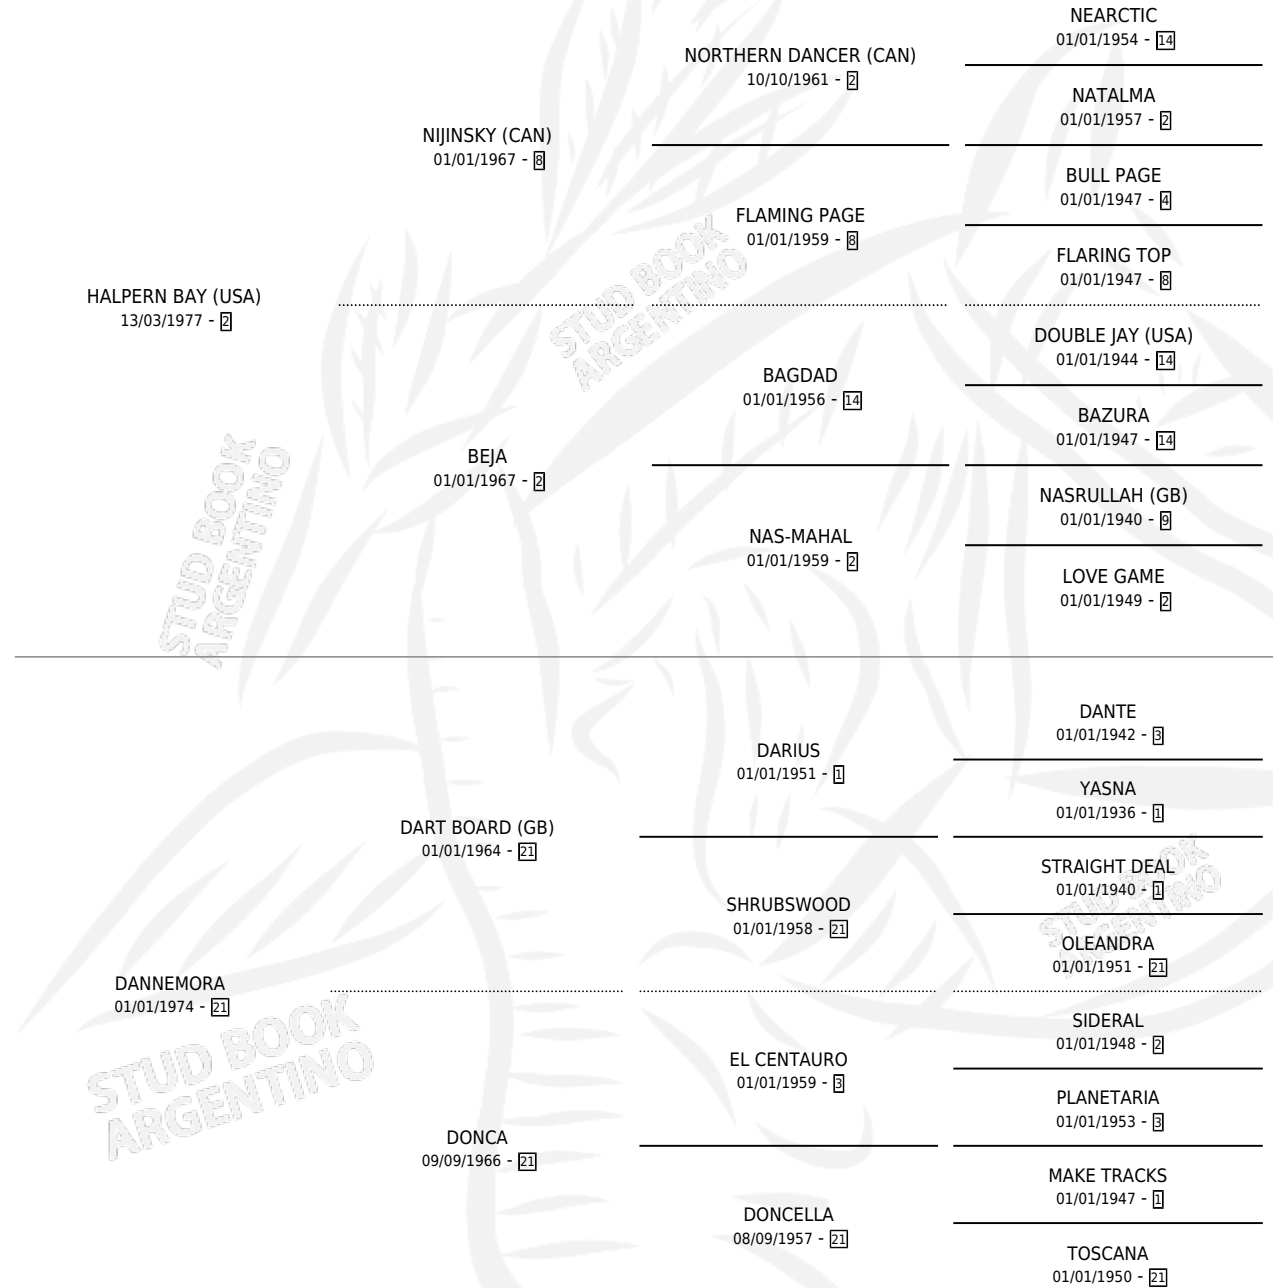 NEARCTIC
01/01/1954 - 14
NORTHERN DANCER (CAN)
10/10/1961 - 2
NATALMA
01/01/1957 - 2
NIJINSKY (CAN)
01/01/1967 - 8
BULL PAGE
01/01/1947 - 4
FLAMING PAGE
01/01/1959 - 8
FLARING TOP
01/01/1947 - 8
HALPERN BAY (USA)
13/03/1977 - 2
DOUBLE JAY (USA)
01/01/1944 - 14
BAGDAD
01/01/1956 - 14
BAZURA
01/01/1947 - 14
BEJA
01/01/1967 - 2
NASRULLAH (GB)
01/01/1940 - 9
NAS-MAHAL
01/01/1959 - 2
LOVE GAME
01/01/1949 - 2
DANTE
01/01/1942 - 3
DARIUS
01/01/1951 - 1
YASNA
01/01/1936 - 1
DART BOARD (GB)
01/01/1964 - 21
STRAIGHT DEAL
01/01/1940 - 1
SHRUBSWOOD
01/01/1958 - 21
OLEANDRA
01/01/1951 - 21
DANNEMORA
01/01/1974 - 21
SIDERAL
01/01/1948 - 2
EL CENTAURO
01/01/1959 - 3
PLANETARIA
01/01/1953 - 3
DONCA
09/09/1966 - 21
MAKE TRACKS
01/01/1947 - 1
DONCELLA
08/09/1957 - 21
TOSCANA
01/01/1950 - 21
STUD BOOK
ARGENTINO
STUD BOOK
ARGENTINO
STUD BOOK
ARGENTINO
STUD BOOK
ARGENTINO